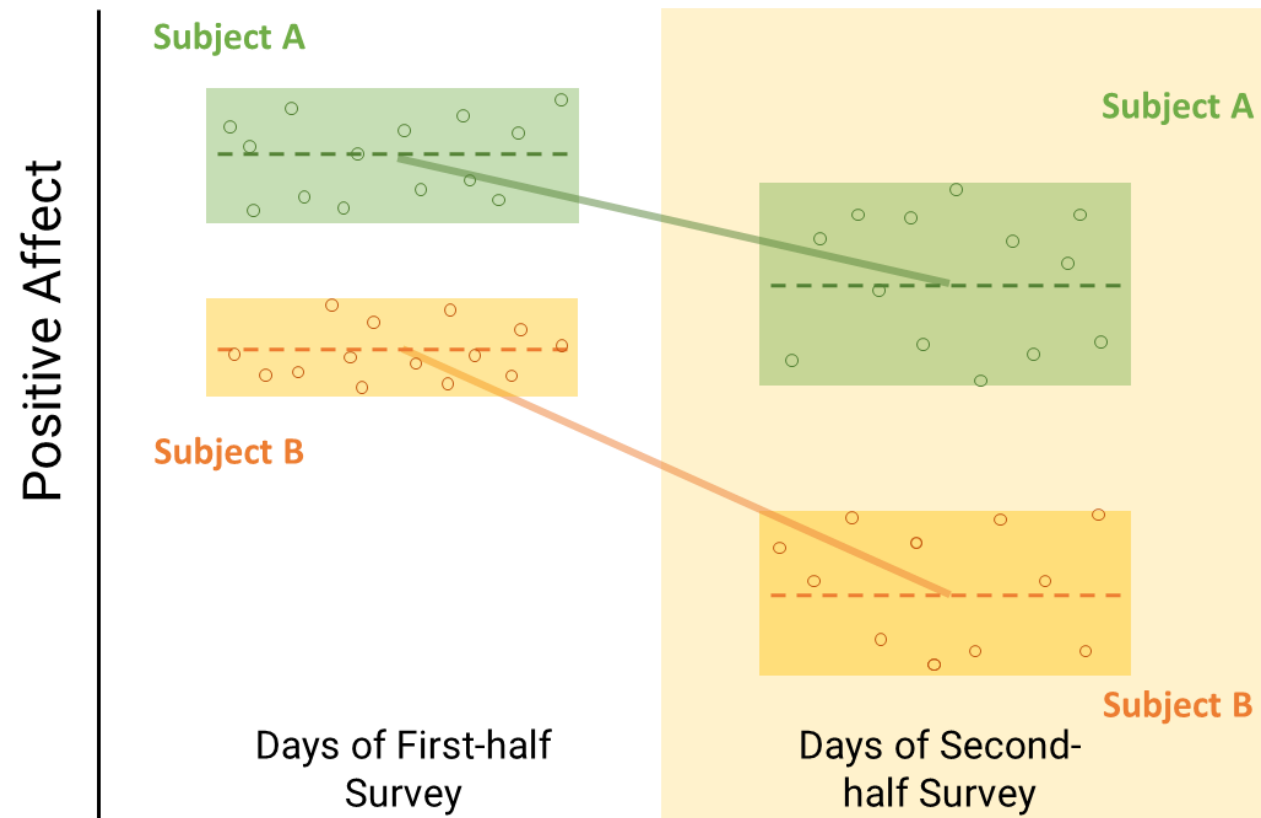 Subject A
Subject A
Positive Affect
Subject B
Subject B
Days of First-half
Survey
Days of Second-
half Survey